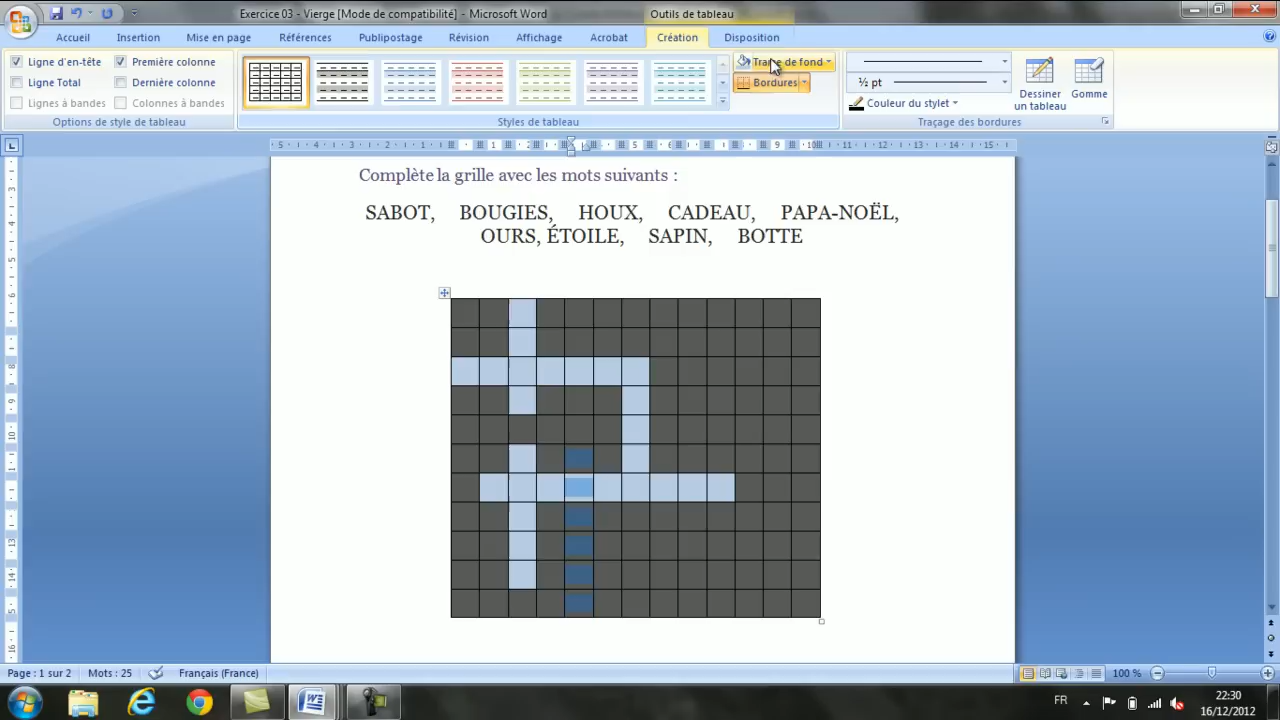 Exercice 03 - Vierge [Mode de compatibilité] - Microsoft Word
Outils de tableau
Accueil Insertion Mise en page Références Publipostage Révision Affichage Acrobat Création Disposition
Ligne d'en-tête Première colonne
Ligne Total Dernière colonne
Lignes à bandes Colonnes à bandes
Options de style de tableau
Styles de tableau
Trame de fond
Bordures
½ pt
Couleur du stylet
Dessiner un tableau
Gomme
Traçage des bordures
Complète la grille avec les mots suivants :
SABOT, BOUGIES, HOUX, CADEAU, PAPA-NOËL,
OURS, ÉTOILE, SAPIN, BOTTE
Page : 1 sur 2 Mots : 25 Français (France) 100 %
FR 22:30
16/12/2012